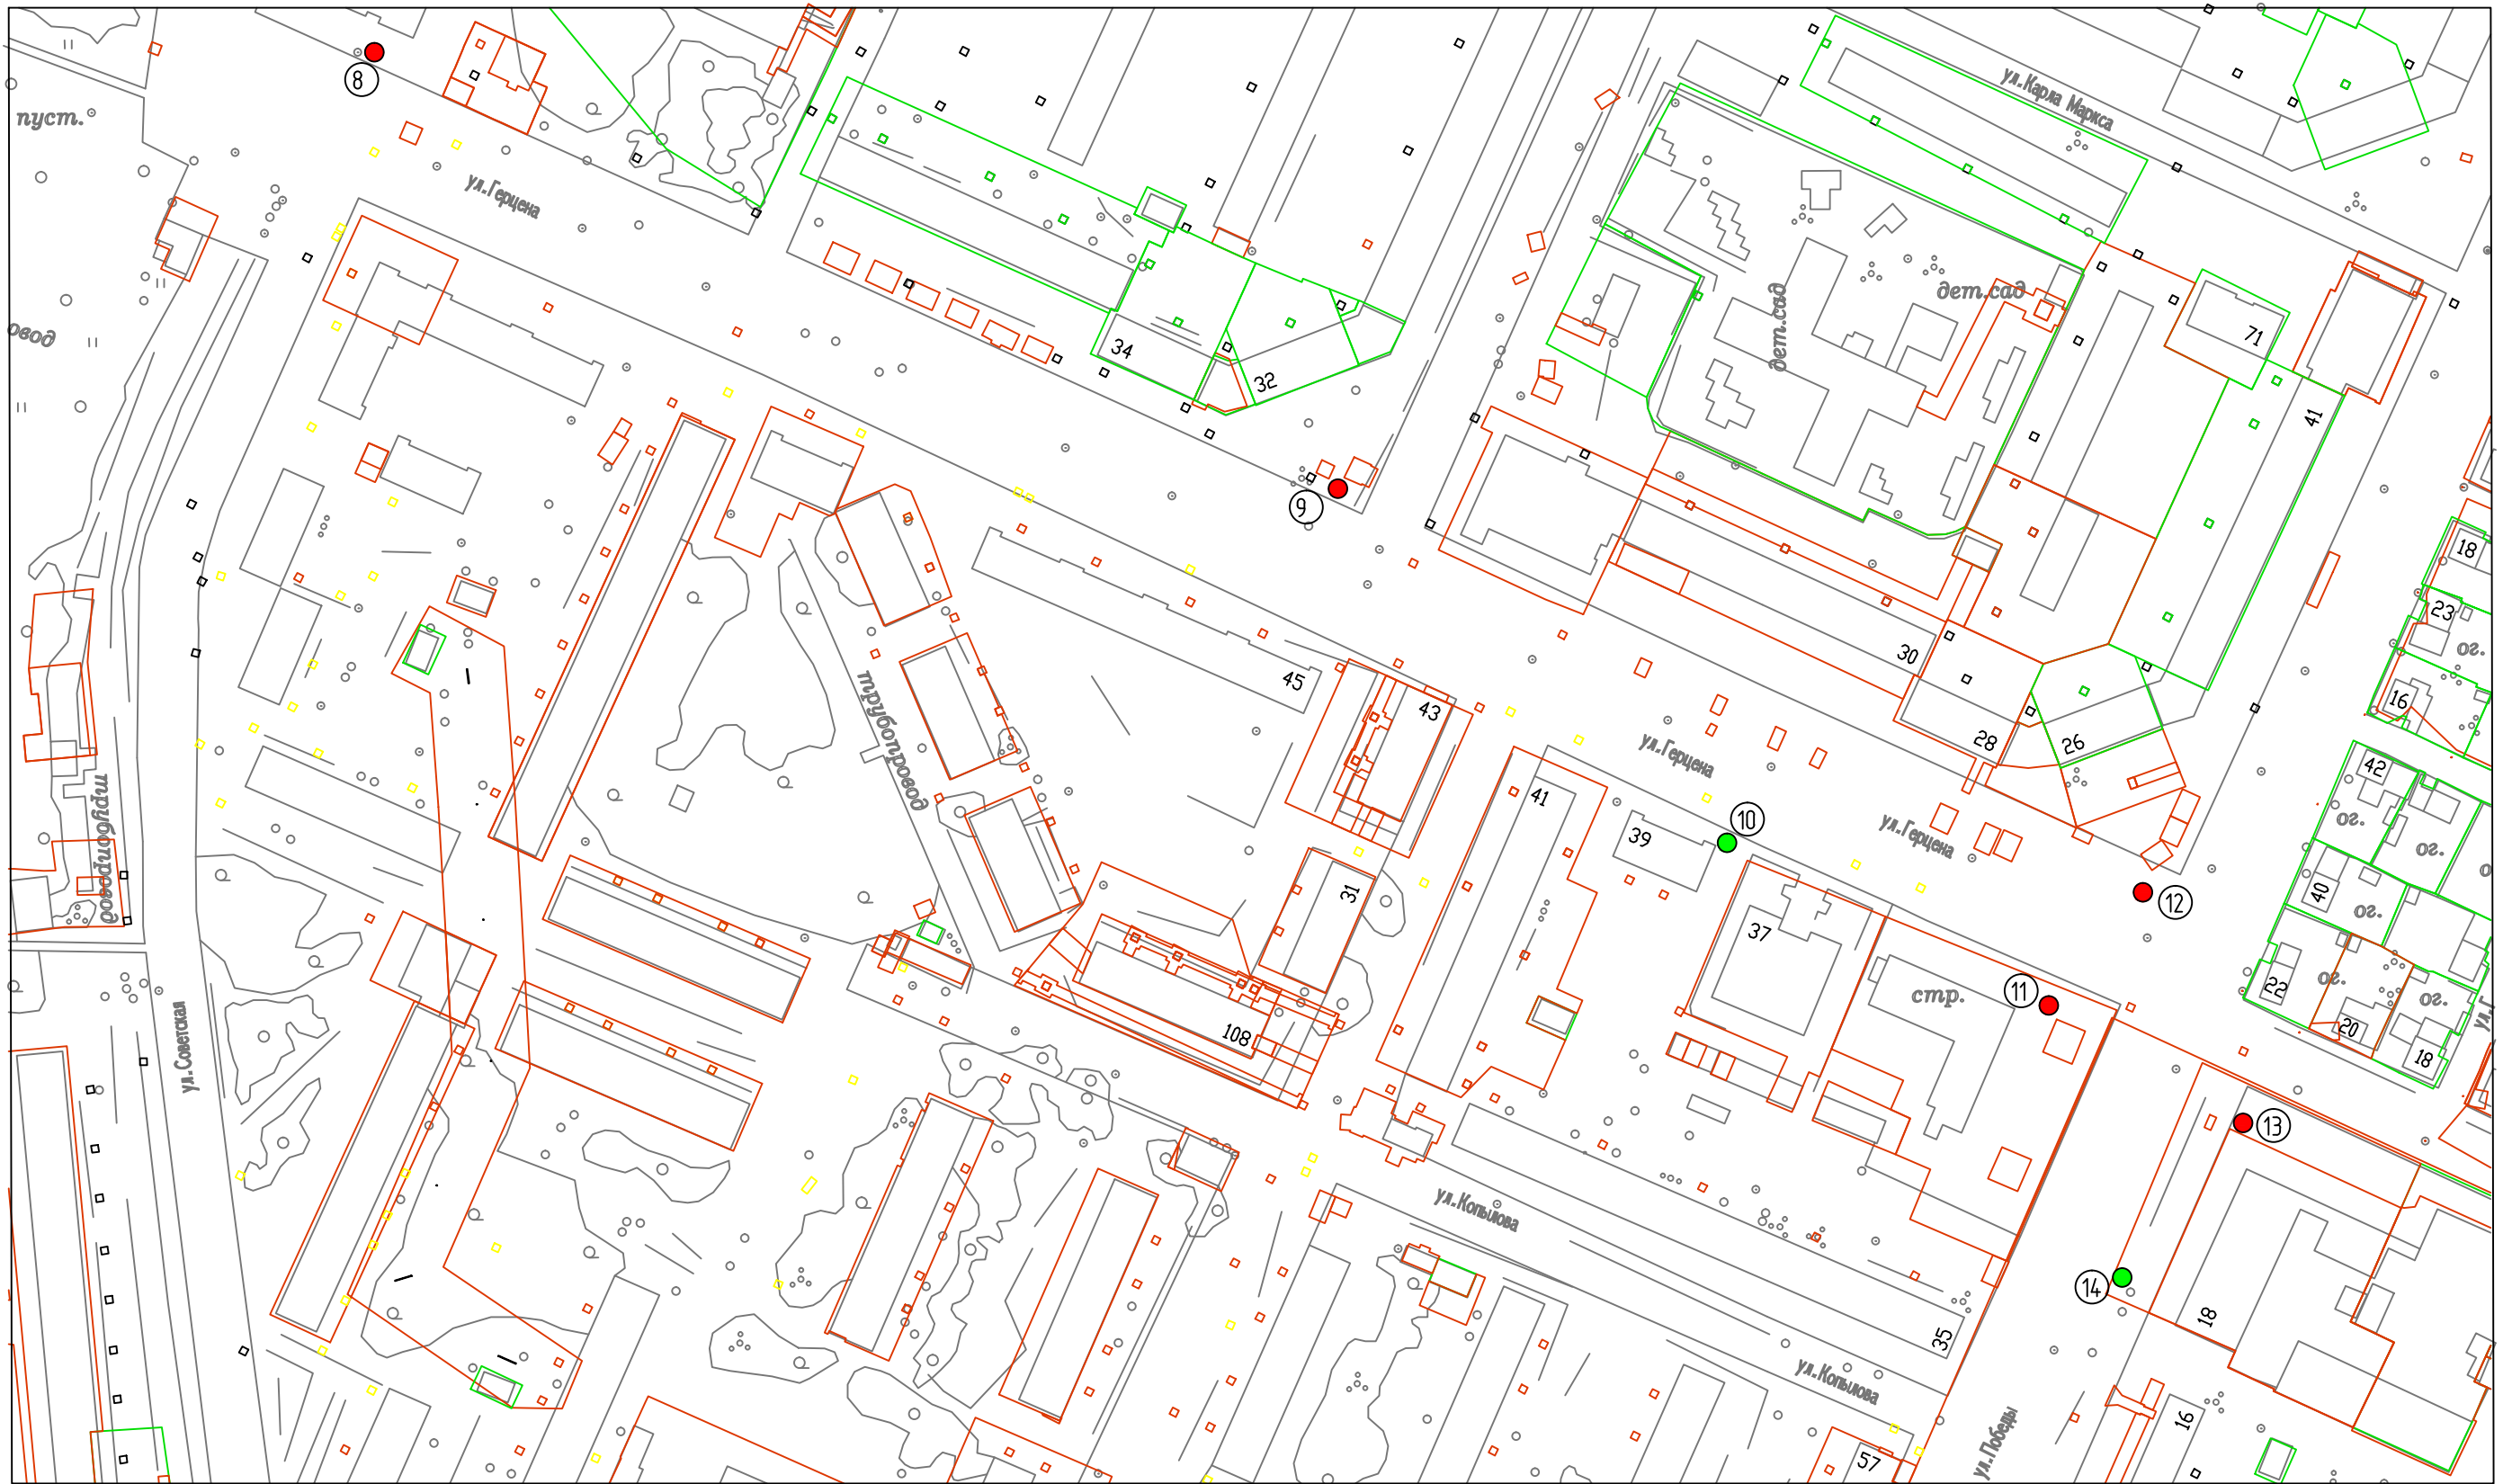 8
ул.Карла Маркса
пуст.
ул.Герцена
дет.сад
дет.сад
овод
71
34
32
41
9
18
23
ог.
30
45
16
43
28
26
трубопровод
ул.Герцена
42
41
39
10
ог.
ул.Герцена
ог.
трубопровод
31
40
12
ог.
37
ог.
22
стр.
11
ог.
20
18
108
ул.Советская
13
ул.Копылова
14
18
35
ул.Копылова
16
ул.Победы
57